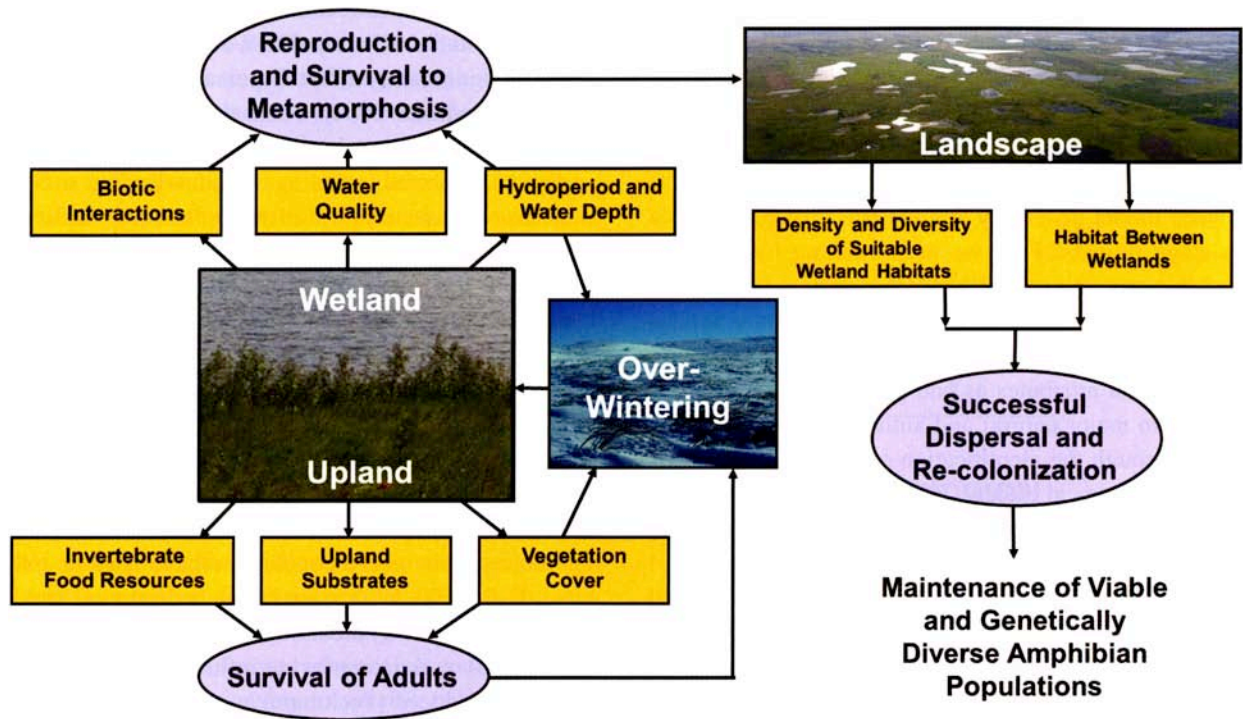 Reproduction
and Survival to
Metamorphosis
Biotic
Interactions
Water
Quality
Hydroperiod and
Water Depth
Wetland
Upland
Over-
Wintering
Invertebrate
Food Resources
Upland
Substrates
Vegetation
Cover
Survival of Adults
Landscape
Density and Diversity
of Suitable
Wetland Habitats
Habitat Between
Wetlands
Successful
Dispersal and
Re-colonization
Maintenance of Viable
and Genetically
Diverse Amphibian
Populations